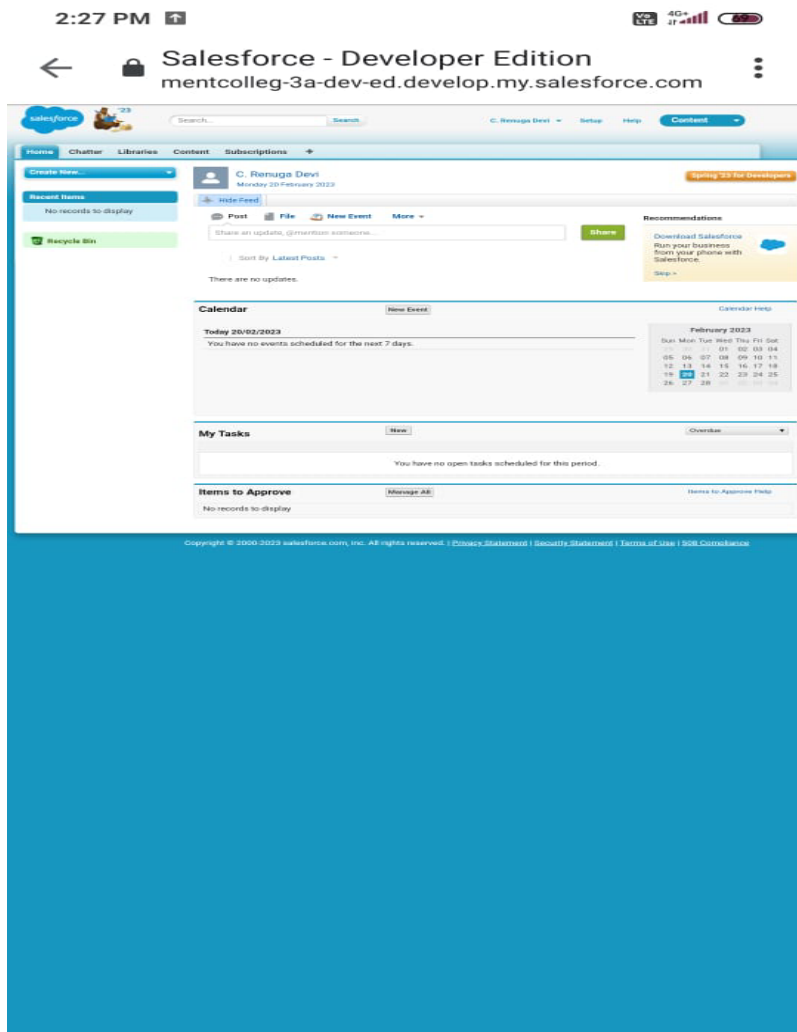 2:27 PM
Vo LTE 4G+ 69
Salesforce - Developer Edition
mentcolleg-3a-dev-ed.develop.my.salesforce.com
salesforce '23
Search... Search C. Renuga Devi Setup Help Content
Home Chatter Libraries Content Subscriptions +
Create New...
Recent Items
No records to display
Recycle Bin
C. Renuga Devi
Monday 20 February 2023
Spring '23 for Developers
Hide Feed
Post File New Event More
Share an update, @mention someone... Share
Sort By Latest Posts
There are no updates.
Recommendations
Download Salesforce
Run your business
from your phone with
Salesforce.
Skip >
Calendar New Event Calendar Help
Today 20/02/2023
You have no events scheduled for the next 7 days.
February 2023
Sun Mon Tue Wed Thu Fri Sat
01 02 03 04
05 06 07 08 09 10 11
12 13 14 15 16 17 18
19 20 21 22 23 24 25
26 27 28
My Tasks New Overdue
You have no open tasks scheduled for this period.
Items to Approve Manage All Items to Approve Help
No records to display
Copyright © 2000-2023 salesforce.com, inc. All rights reserved. | Privacy Statement | Security Statement | Terms of Use | 508 Compliance